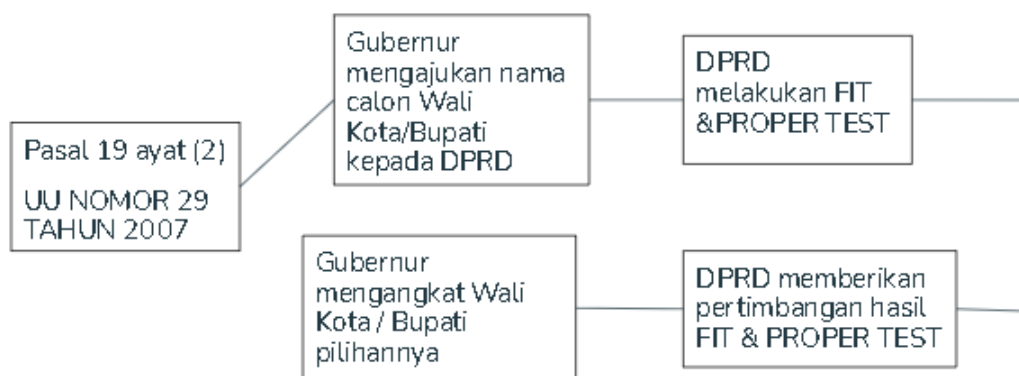 Pasal 19 ayat (2)
UU NOMOR 29
TAHUN 2007
Gubernur
mengajukan nama
calon Wali
Kota/Bupati
kepada DPRD
DPRD
melakukan FIT
&PROPER TEST
Gubernur
mengangkat Wali
Kota / Bupati
pilihannya
DPRD memberikan
pertimbangan hasil
FIT & PROPER TEST